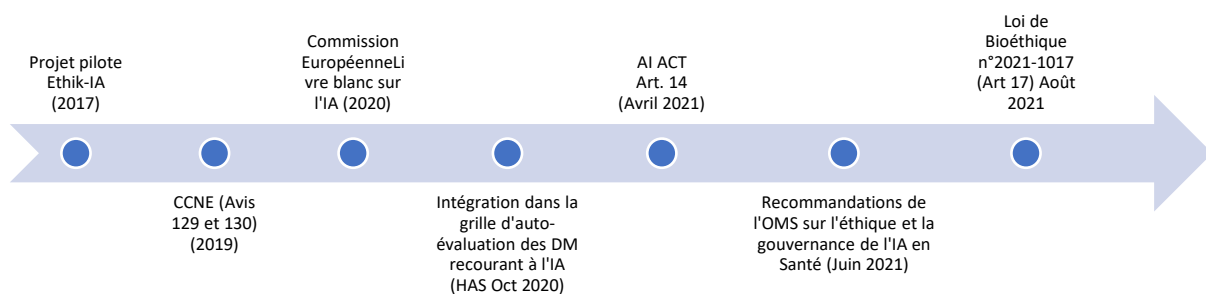 Projet pilote
Ethik-IA
(2017)
CCNE (Avis
129 et 130)
(2019)
Commission
EuropéenneLi
vre blanc sur
l'IA (2020)
Intégration dans la
grille d'auto-
évaluation des DM
recourant à l'IA
(HAS Oct 2020)
AI ACT
Art. 14
(Avril 2021)
Recommandations de
l'OMS sur l'éthique et la
gouvernance de l'IA en
Santé (Juin 2021)
Loi de
Bioéthique
n°2021-1017
(Art 17) Août
2021